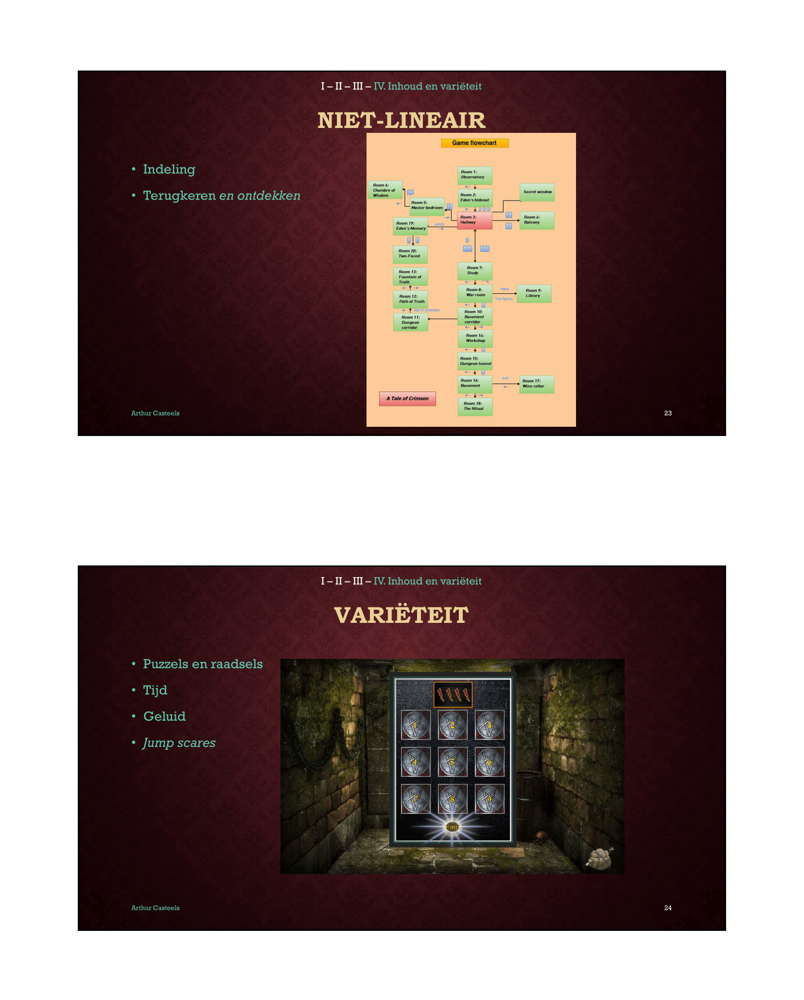 I – II – III – IV. Inhoud en variëteit
NIET-LINEAIR
• Indeling
• Terugkeren en ontdekken
Game flowchart
Room 1:
Observatory
Room 6:
Chambre of
Wisdom
Room 2:
Eden's hideout
Secret window
Room 5:
Master bedroom
Room 3:
Hallway
Room 4:
Balcony
Room 19:
Eden's Memory
candle
Room 20:
Two-Faced
Room 7:
Study
Room 13:
Fountain of
Truth
Room 8:
War room
Maria
Two figures
Room 9:
Library
Room 12:
Path of Truth
Seal of protection
Room 10:
Basement
corridor
Room 11:
Dungeon
corridor
Room 14:
Workshop
Room 15:
Dungeon tunnel
Room 16:
Basement
licht
Room 17:
Wine cellar
A Tale of Crimson
Room 18:
The Ritual
Arthur Casteels
23
I – II – III – IV. Inhoud en variëteit
VARIËTEIT
• Puzzels en raadsels
• Tijd
• Geluid
• Jump scares
1 2 3
4 5 6
7 8 9
Arthur Casteels
24